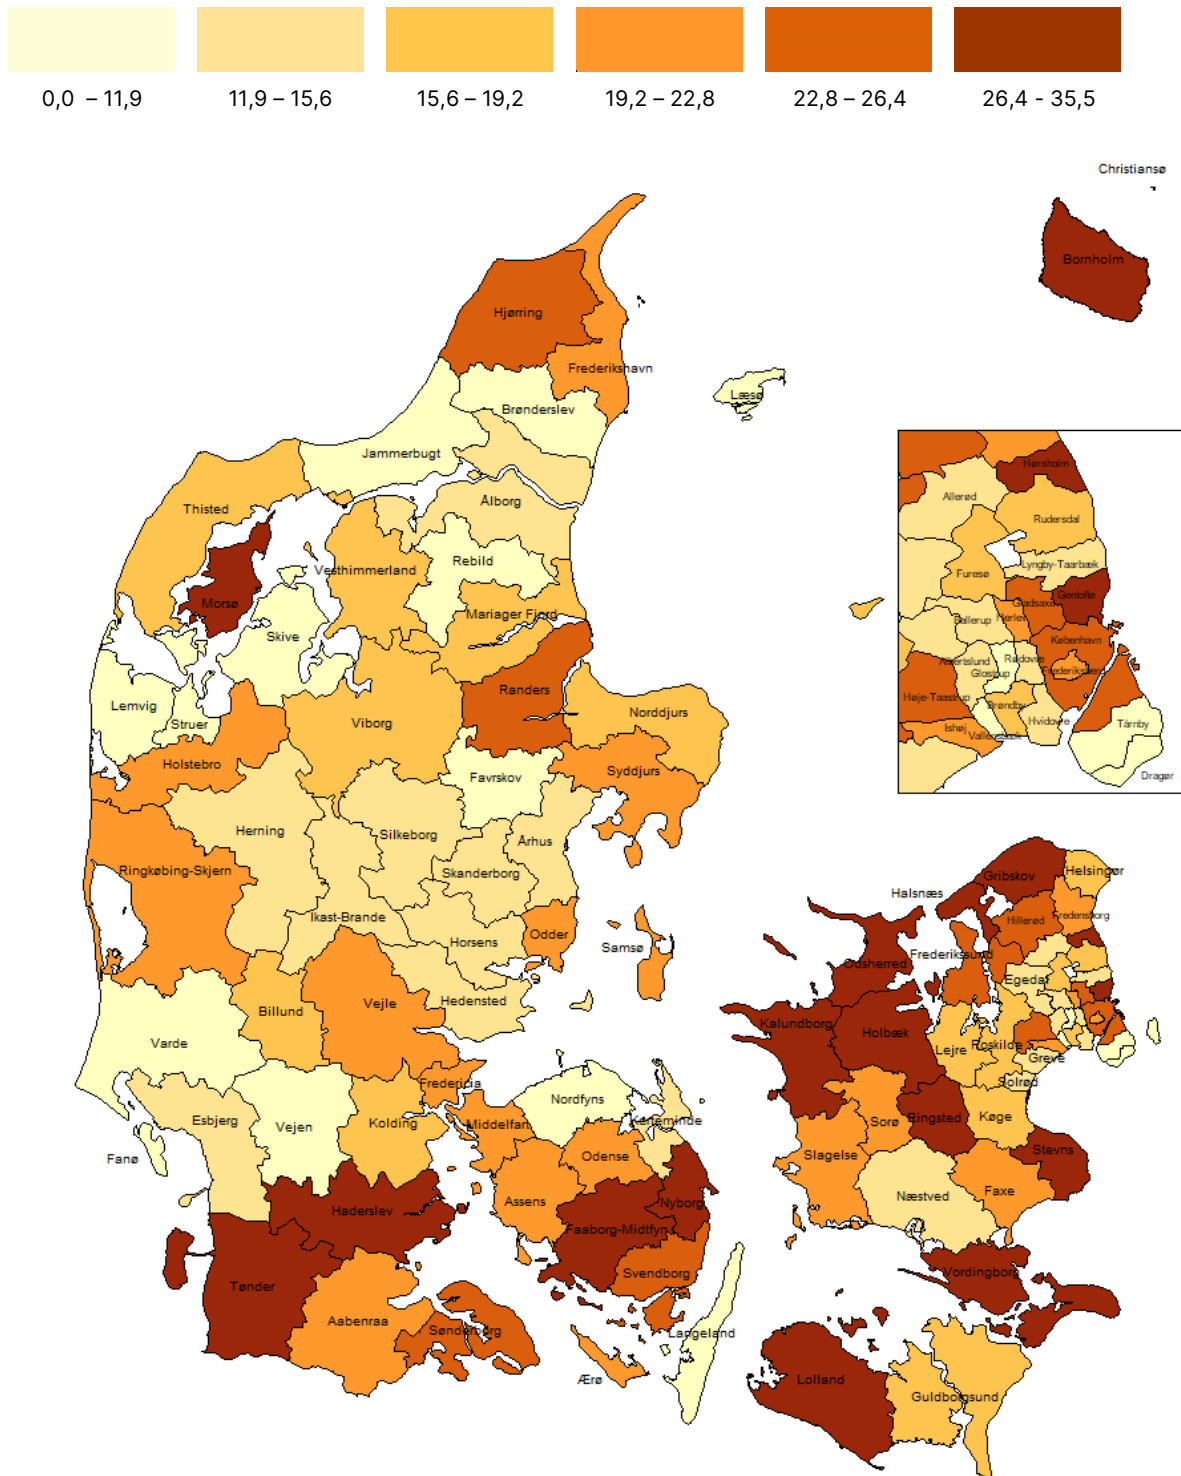 0,0 – 11,9
11,9 – 15,6
15,6 – 19,2
19,2 – 22,8
22,8 – 26,4
26,4 - 35,5
Christiansø
Bornholm
Hjørring
Frederikshavn
Læsø
Brønderslev
Jammerbugt
Hørsholm
Allerød
Ålborg
Thisted
Rudersdal
Rebild
Lyngby-Taarbæk
Vesthimmerland
Furesø
Gentofte
Morsø
Gladsaxe
Mariager Fjord
Herlev
Ballerup
Skive
København
Rødovre
Albertslund
Frederiksberg
Glostrup
Randers
Høje-Taastrup
Lemvig
Brøndby
Norddjurs
Struer
Viborg
Hvidovre
Tårnby
Ishøj
Vallensbæk
Holstebro
Favrskov
Syddjurs
Dragør
Herning
Silkeborg
Århus
Ringkøbing-Skjern
Skanderborg
Gribskov
Helsingør
Halsnæs
Ikast-Brande
Hillerød
Fredensborg
Odder
Horsens
Samsø
Frederikssund
Odsherred
Egedal
Hedensted
Vejle
Billund
Kalundborg
Holbæk
Varde
Lejre
Roskilde
Greve
Fredericia
Solrød
Nordfyns
Esbjerg
Vejen
Kolding
Middelfart
Kerteminde
Sorø
Ringsted
Køge
Fanø
Odense
Slagelse
Stevns
Assens
Nyborg
Næstved
Faxe
Haderslev
Faaborg-Midtfyn
Tønder
Svendborg
Vordingborg
Aabenraa
Sønderborg
Langeland
Ærø
Lolland
Guldborgsund